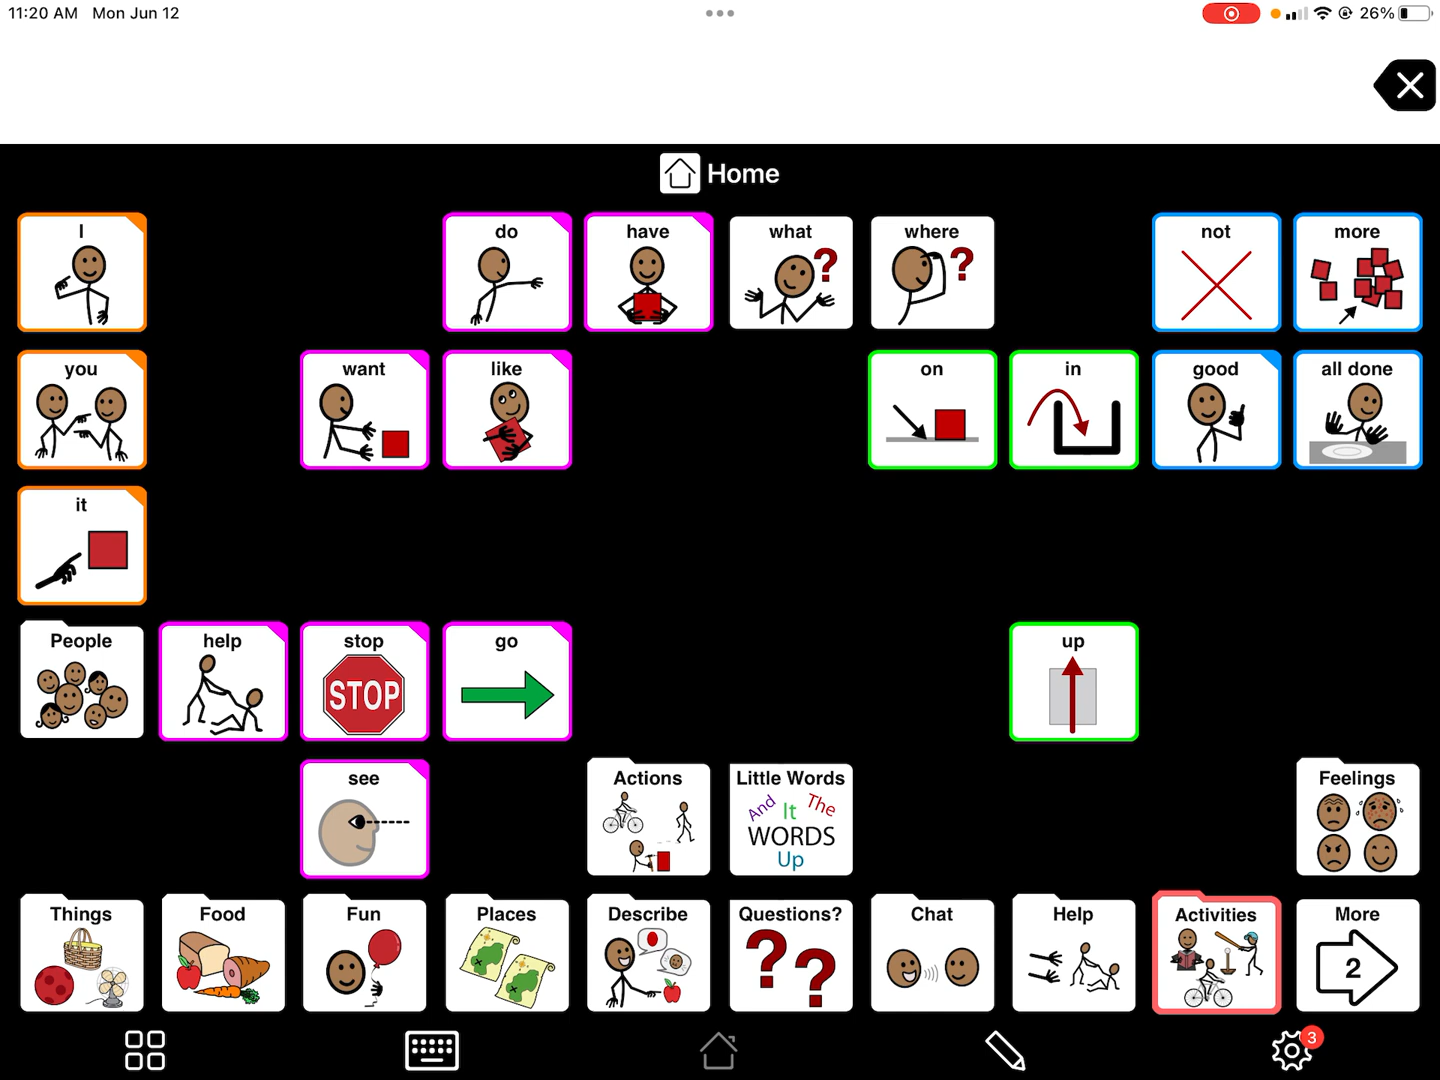 11:20 AM Mon Jun 12
26%
Home
I
do
have
what
where
not
more
you
want
like
on
in
good
all done
it
People
help
stop
STOP
go
up
see
Actions
Little Words
And It The
WORDS
Up
Feelings
Things
Food
Fun
Places
Describe
Questions?
Chat
Help
Activities
More
2
3